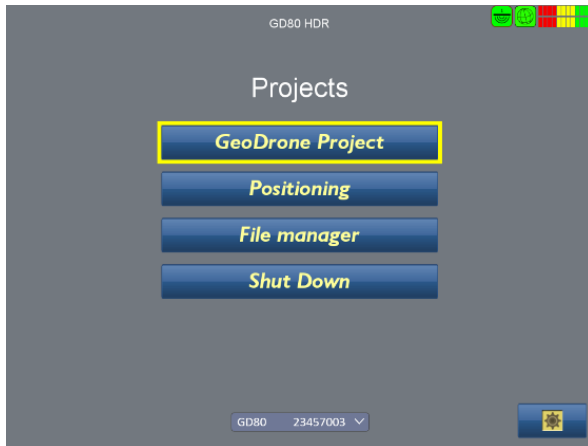 GD80 HDR
Projects
GeoDrone Project
Positioning
File manager
Shut Down
GD80 23457003